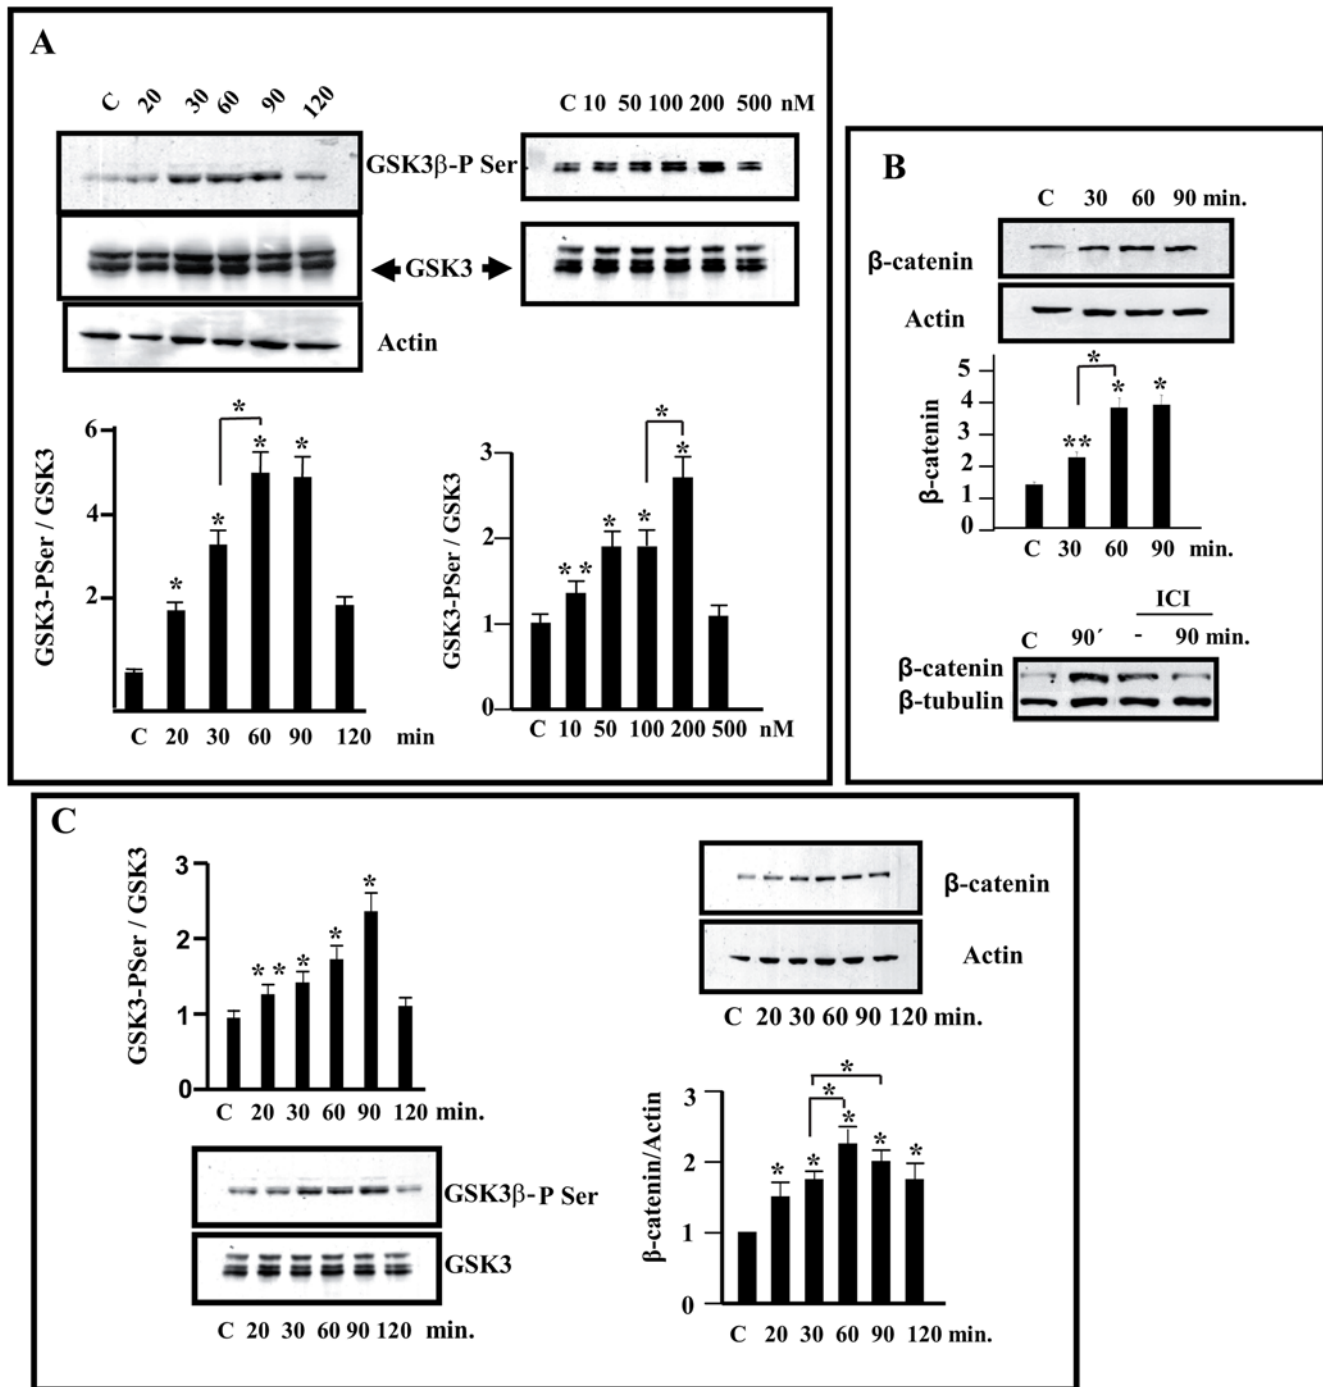 A
C 20 30 60 90 120
C 10 50 100 200 500 nM
GSK3β-P Ser
GSK3
Actin
GSK3-PSer / GSK3
6
4
2
*
*
*
*
*
C 20 30 60 90 120 min
GSK3-PSer / GSK3
3
2
1
0
*
*
*
*
* *
C 10 50 100 200 500 nM
B
C 30 60 90 min.
β-catenin
Actin
β-catenin
5
4
3
2
1
0
*
*
*
**
C 30 60 90 min.
ICI
C 90´ - 90 min.
β-catenin
β-tubulin
C
GSK3-PSer / GSK3
3
2
1
0
*
*
*
* *
C 20 30 60 90 120 min.
GSK3β-P Ser
GSK3
C 20 30 60 90 120 min.
β-catenin
Actin
C 20 30 60 90 120 min.
β-catenin/Actin
3
2
1
0
*
*
*
*
*
*
*
C 20 30 60 90 120 min.